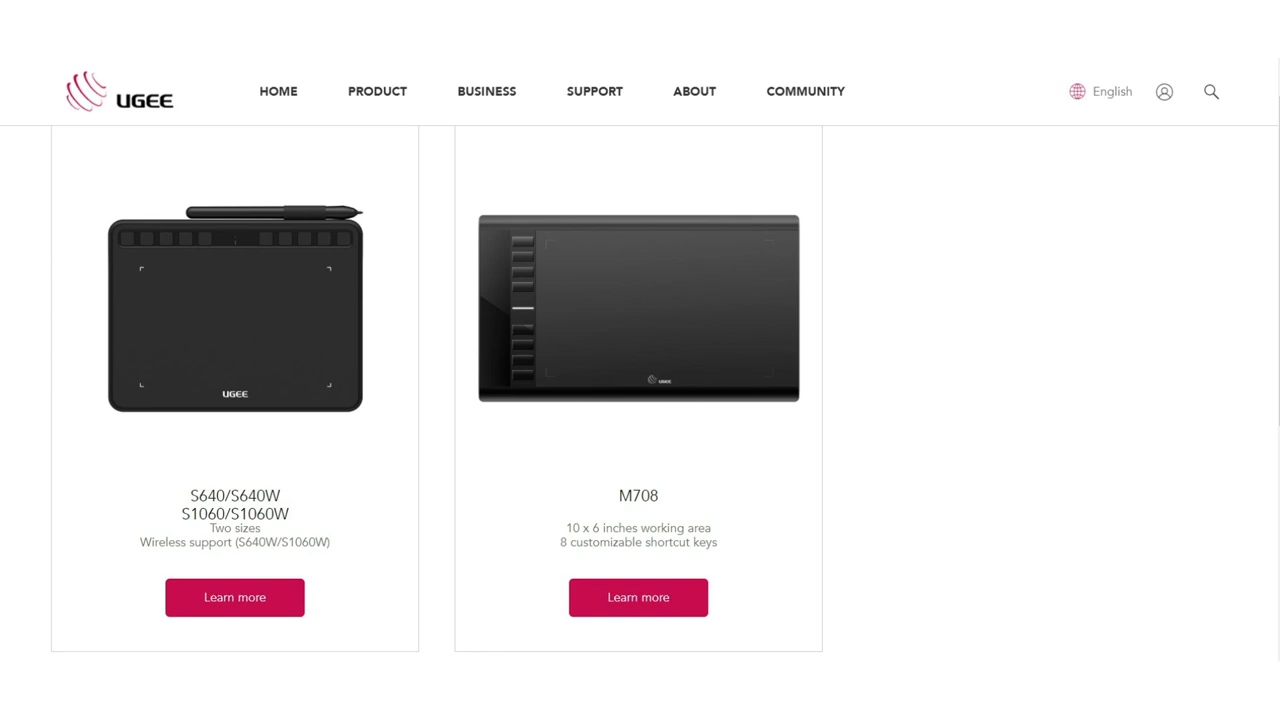 UGEE
HOME
PRODUCT
BUSINESS
SUPPORT
ABOUT
COMMUNITY
English
UGEE
UGEE
S640/S640W
S1060/S1060W
Two sizes
Wireless support (S640W/S1060W)
Learn more
M708
10 x 6 inches working area
8 customizable shortcut keys
Learn more